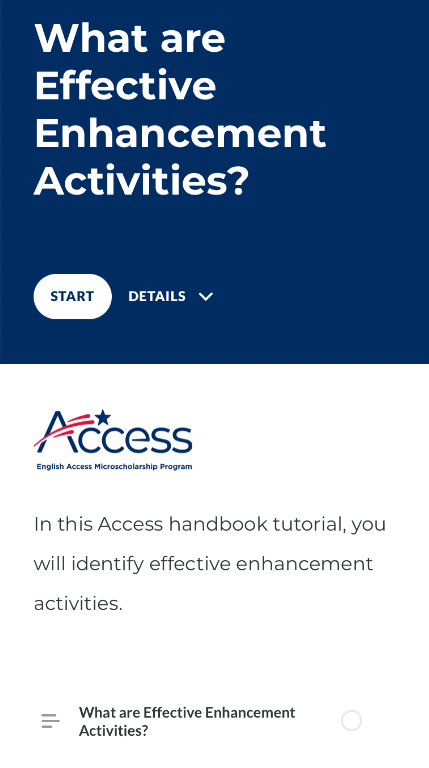 What are
Effective
Enhancement
Activities?
START
DETAILS
Access
English Access Microscholarship Program
In this Access handbook tutorial, you
will identify effective enhancement
activities.
What are Effective Enhancement
Activities?